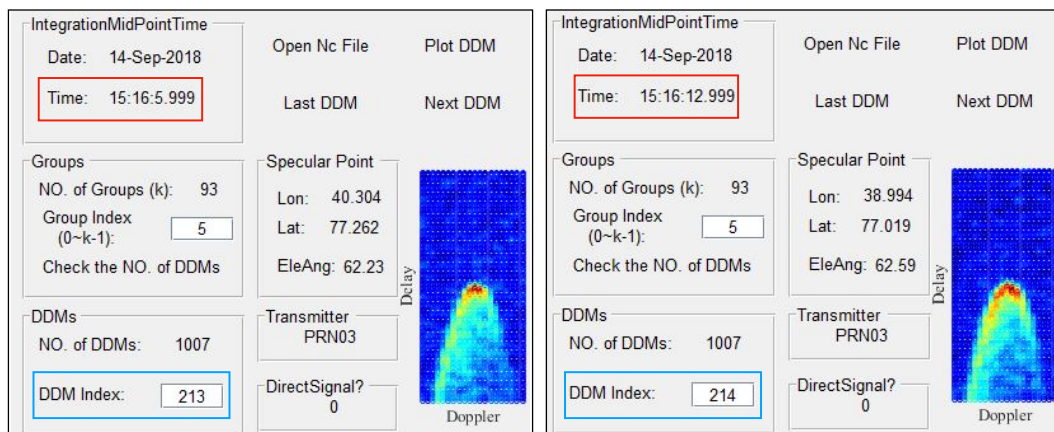 IntegrationMidPointTime
Date: 14-Sep-2018
Time: 15:16:5.999
Open Nc File
Plot DDM
Last DDM
Next DDM
Groups
NO. of Groups (k): 93
Group Index
(0~k-1): 5
Check the NO. of DDMs
Specular Point
Lon: 40.304
Lat: 77.262
EleAng: 62.23
DDMs
NO. of DDMs: 1007
DDM Index: 213
Transmitter
PRN03
DirectSignal?
0
Delay
Doppler
IntegrationMidPointTime
Date: 14-Sep-2018
Time: 15:16:12.999
Open Nc File
Plot DDM
Last DDM
Next DDM
Groups
NO. of Groups (k): 93
Group Index
(0~k-1): 5
Check the NO. of DDMs
Specular Point
Lon: 38.994
Lat: 77.019
EleAng: 62.59
DDMs
NO. of DDMs: 1007
DDM Index: 214
Transmitter
PRN03
DirectSignal?
0
Delay
Doppler